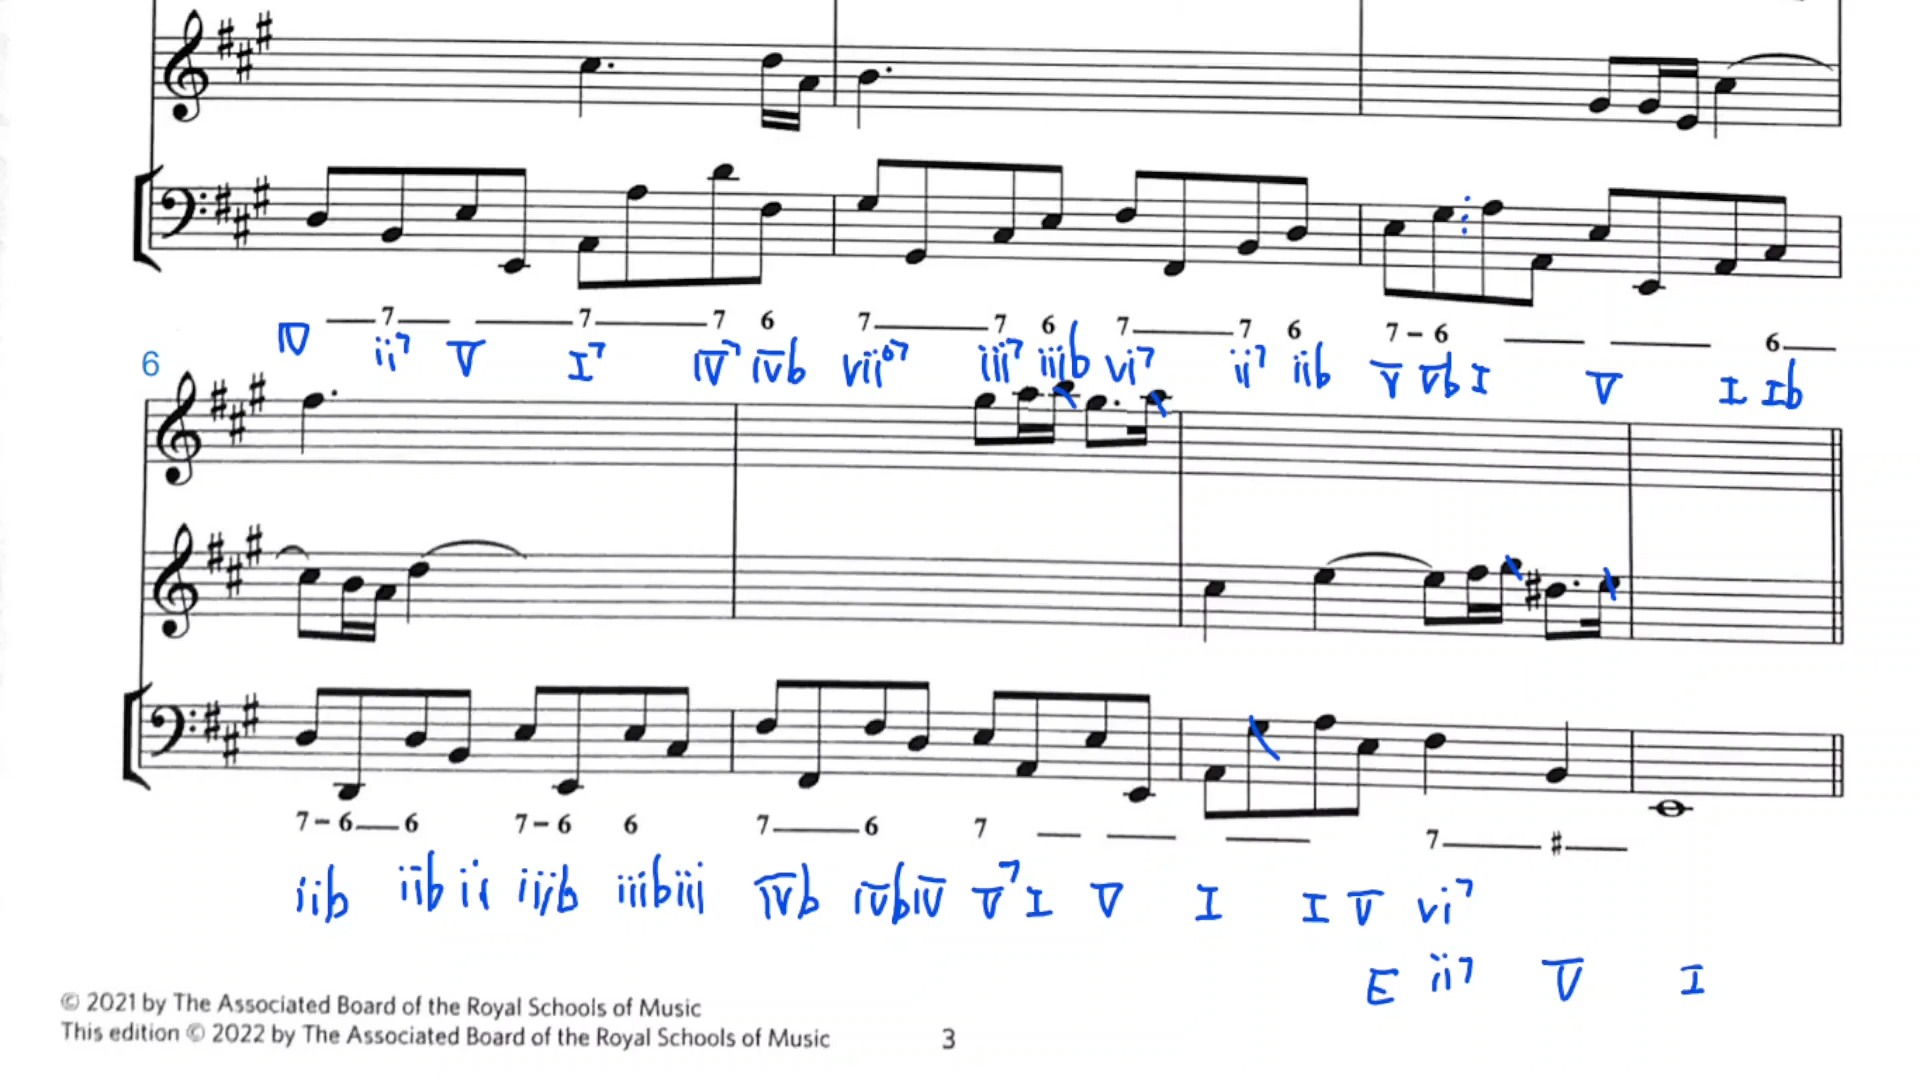 7 7 7 6 7 7 6 7 7 6 7 – 6 6
IV ii7 V I7 IV7 IVb viio7 iii7 iiib vi7 ii7 iib V Vb I V I Ib
6
7 – 6 6 7 – 6 6 7 6 7 7 #
iib iib ii iiib iiib iii IVb IVb IV V7 I V I I V vi7
E ii7 V I
© 2021 by The Associated Board of the Royal Schools of Music
This edition © 2022 by The Associated Board of the Royal Schools of Music
3